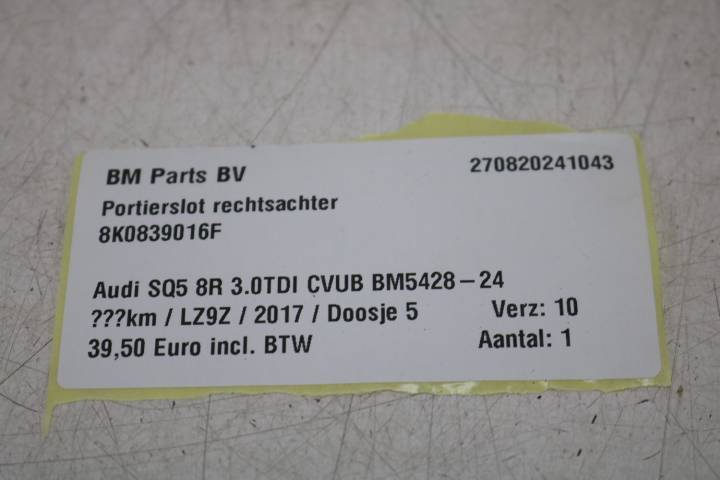 BM Parts BV 270820241043
Portierslot rechtsachter
8K0839016F
Audi SQ5 8R 3.0TDI CVUB BM5428-24
???km / LZ9Z / 2017 / Doosje 5 Verz: 10
39,50 Euro incl. BTW Aantal: 1